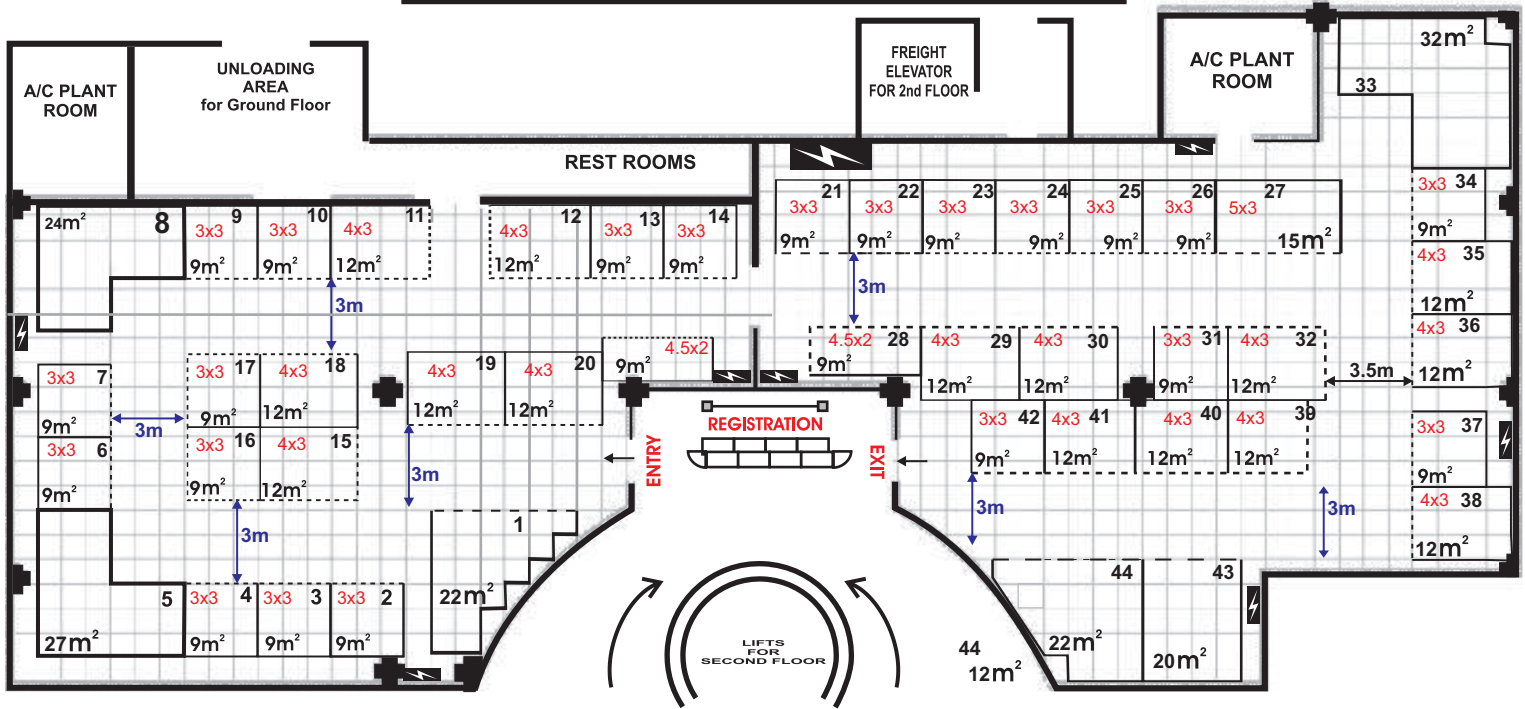 A/C PLANT
ROOM
UNLOADING
AREA
for Ground Floor
FREIGHT
ELEVATOR
FOR 2nd FLOOR
A/C PLANT
ROOM
32m²
33
REST ROOMS
24m²
8
3x3 9
9m²
3x3 10
9m²
4x3 11
12m²
4x3 12
12m²
3x3 13
9m²
3x3 14
9m²
3x3 21
9m²
3x3 22
9m²
3x3 23
9m²
3x3 24
9m²
3x3 25
9m²
3x3 26
9m²
5x3 27
15m²
3x3 34
9m²
4x3 35
12m²
4x3 36
12m²
3m
3m
3x3 7
9m²
3x3 6
9m²
3m
3x3 17
9m²
4x3 18
12m²
3x3 16
9m²
4x3 15
12m²
4x3 19
12m²
4x3 20
12m²
4.5x2
9m²
4.5x2 28
9m²
4x3 29
12m²
4x3 30
12m²
3x3 31
9m²
4x3 32
12m²
3.5m
3x3 42
9m²
4x3 41
12m²
4x3 40
12m²
4x3 39
12m²
3x3 37
9m²
4x3 38
12m²
REGISTRATION
ENTRY
EXIT
3m
3m
3m
3m
5
27m²
3x3 4
9m²
3x3 3
9m²
3x3 2
9m²
1
22m²
LIFTS
FOR
SECOND FLOOR
44
12m²
44
22m²
43
20m²